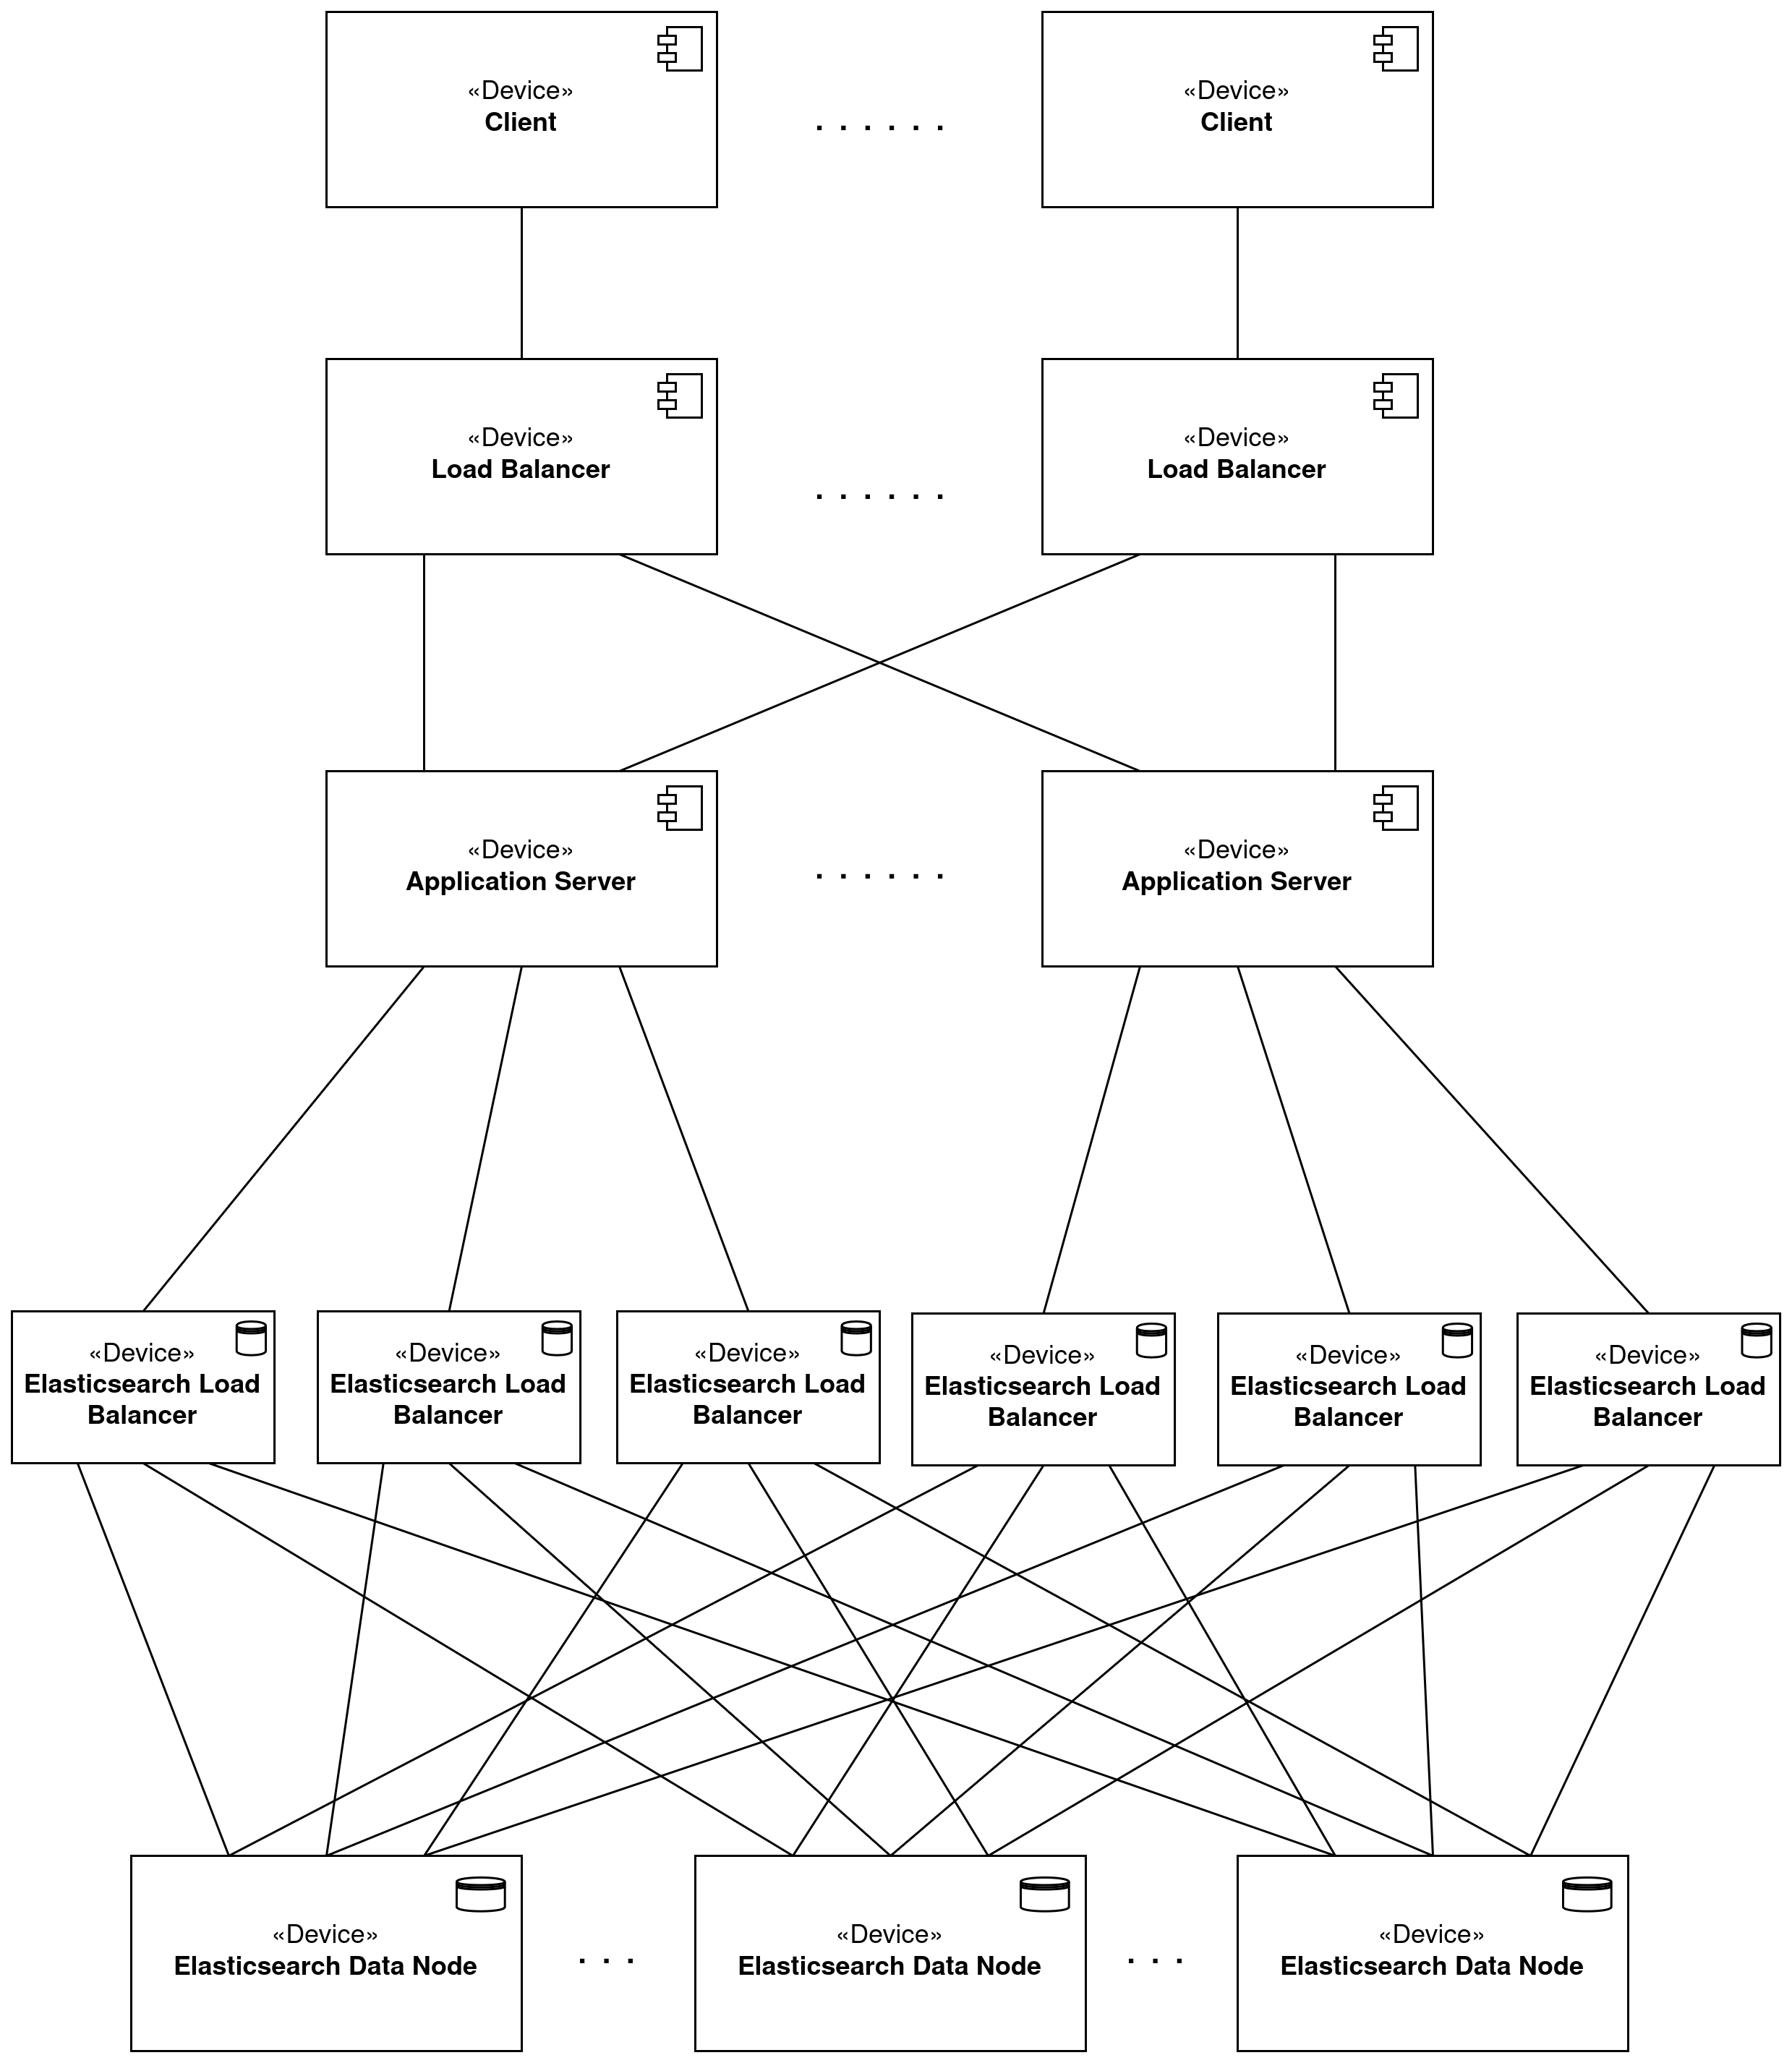 «Device»
Client
. . . . . .
«Device»
Client
«Device»
Load Balancer
. . . . . .
«Device»
Load Balancer
«Device»
Application Server
. . . . . .
«Device»
Application Server
«Device»
Elasticsearch Load
Balancer
«Device»
Elasticsearch Load
Balancer
«Device»
Elasticsearch Load
Balancer
«Device»
Elasticsearch Load
Balancer
«Device»
Elasticsearch Load
Balancer
«Device»
Elasticsearch Load
Balancer
«Device»
Elasticsearch Data Node
. . .
«Device»
Elasticsearch Data Node
. . .
«Device»
Elasticsearch Data Node